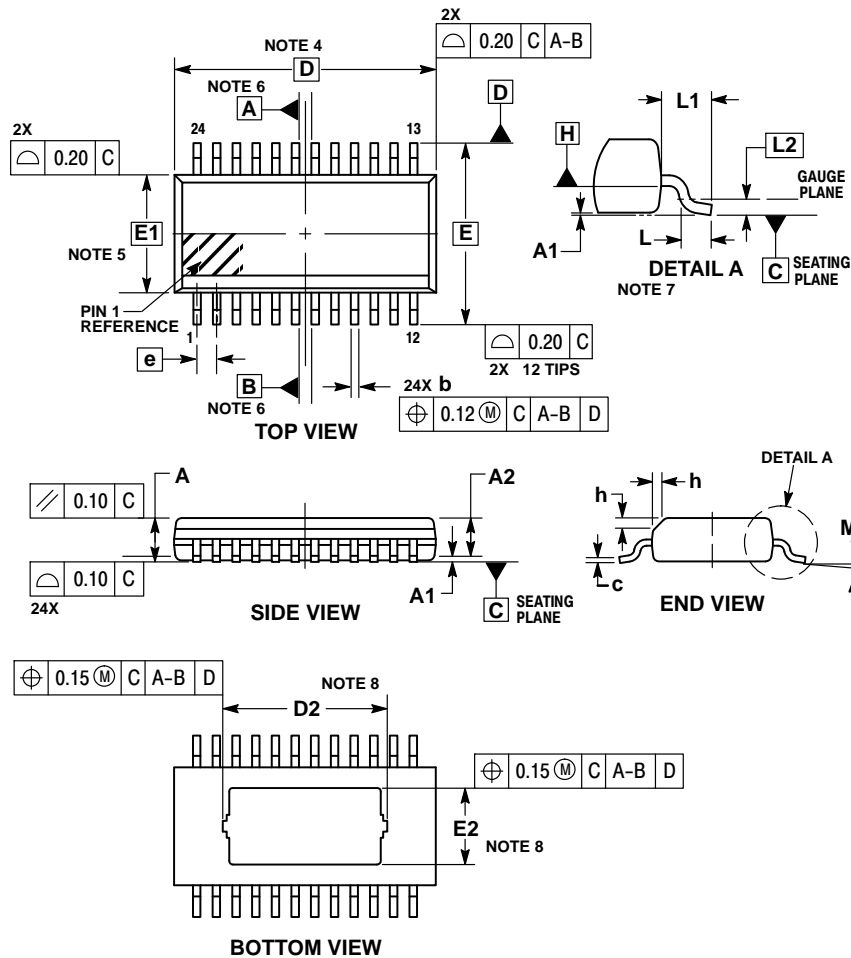 2X
⌓ 0.20 C A-B
NOTE 4
D
NOTE 6
A
D
L1
2X
⌓ 0.20 C
24
13
H
L2
GAUGE
PLANE
E1
E
NOTE 5
A1
L
DETAIL A
NOTE 7
C
SEATING
PLANE
PIN 1
REFERENCE
1
12
⌓ 0.20 C
2X 12 TIPS
e
B
NOTE 6
24X b
⌖ 0.12 Ⓜ C A-B D
TOP VIEW
DETAIL A
⫽ 0.10 C
A
A2
h
h
M
⌓ 0.10 C
24X
A1
C
SEATING
PLANE
c
SIDE VIEW
END VIEW
⌖ 0.15 Ⓜ C A-B D
NOTE 8
D2
⌖ 0.15 Ⓜ C A-B D
E2
NOTE 8
BOTTOM VIEW